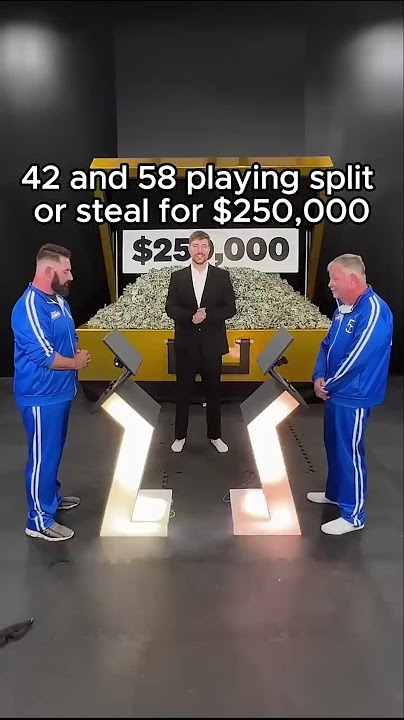 42 and 58 playing split
or steal for $250,000
$250,000